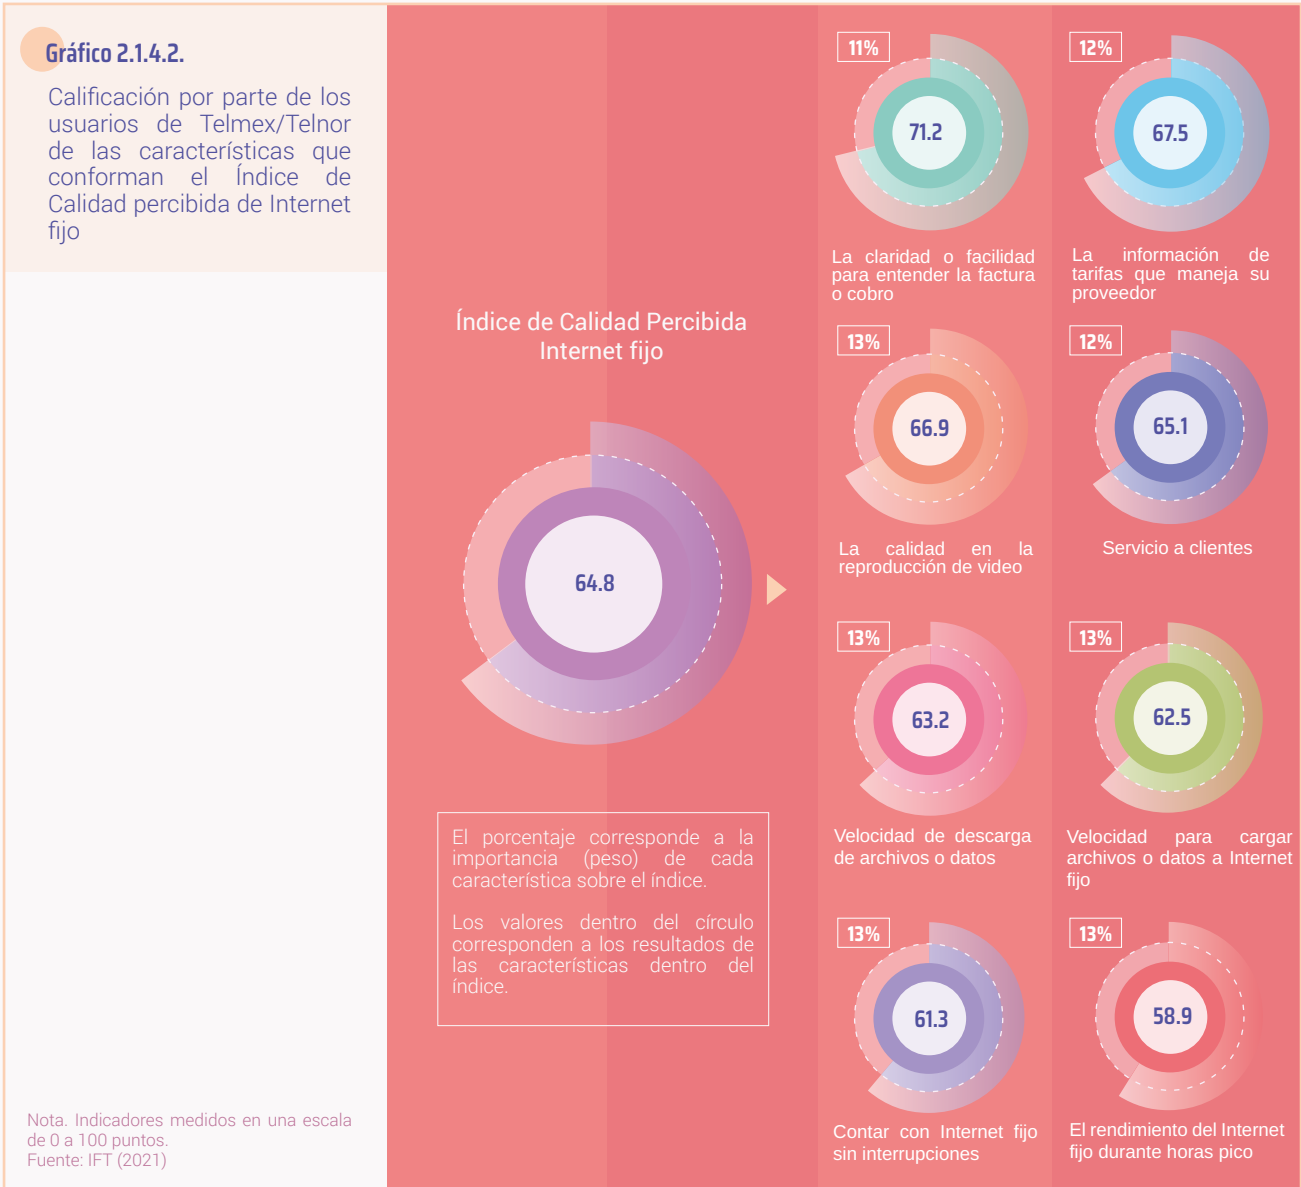 Gráfico 2.1.4.2.
Calificación por parte de los
usuarios de Telmex/Telnor
de las características que
conforman el Índice de
Calidad percibida de Internet
fijo
Índice de Calidad Percibida
Internet fijo
64.8
El porcentaje corresponde a la
importancia (peso) de cada
característica sobre el índice.
Los valores dentro del círculo
corresponden a los resultados de
las características dentro del
índice.
11%
71.2
La claridad o facilidad
para entender la factura
o cobro
12%
67.5
La información de
tarifas que maneja su
proveedor
13%
66.9
La calidad en la
reproducción de video
12%
65.1
Servicio a clientes
13%
63.2
Velocidad de descarga
de archivos o datos
13%
62.5
Velocidad para cargar
archivos o datos a Internet
fijo
13%
61.3
Contar con Internet fijo
sin interrupciones
13%
58.9
El rendimiento del Internet
fijo durante horas pico
Nota. Indicadores medidos en una escala
de 0 a 100 puntos.
Fuente: IFT (2021)